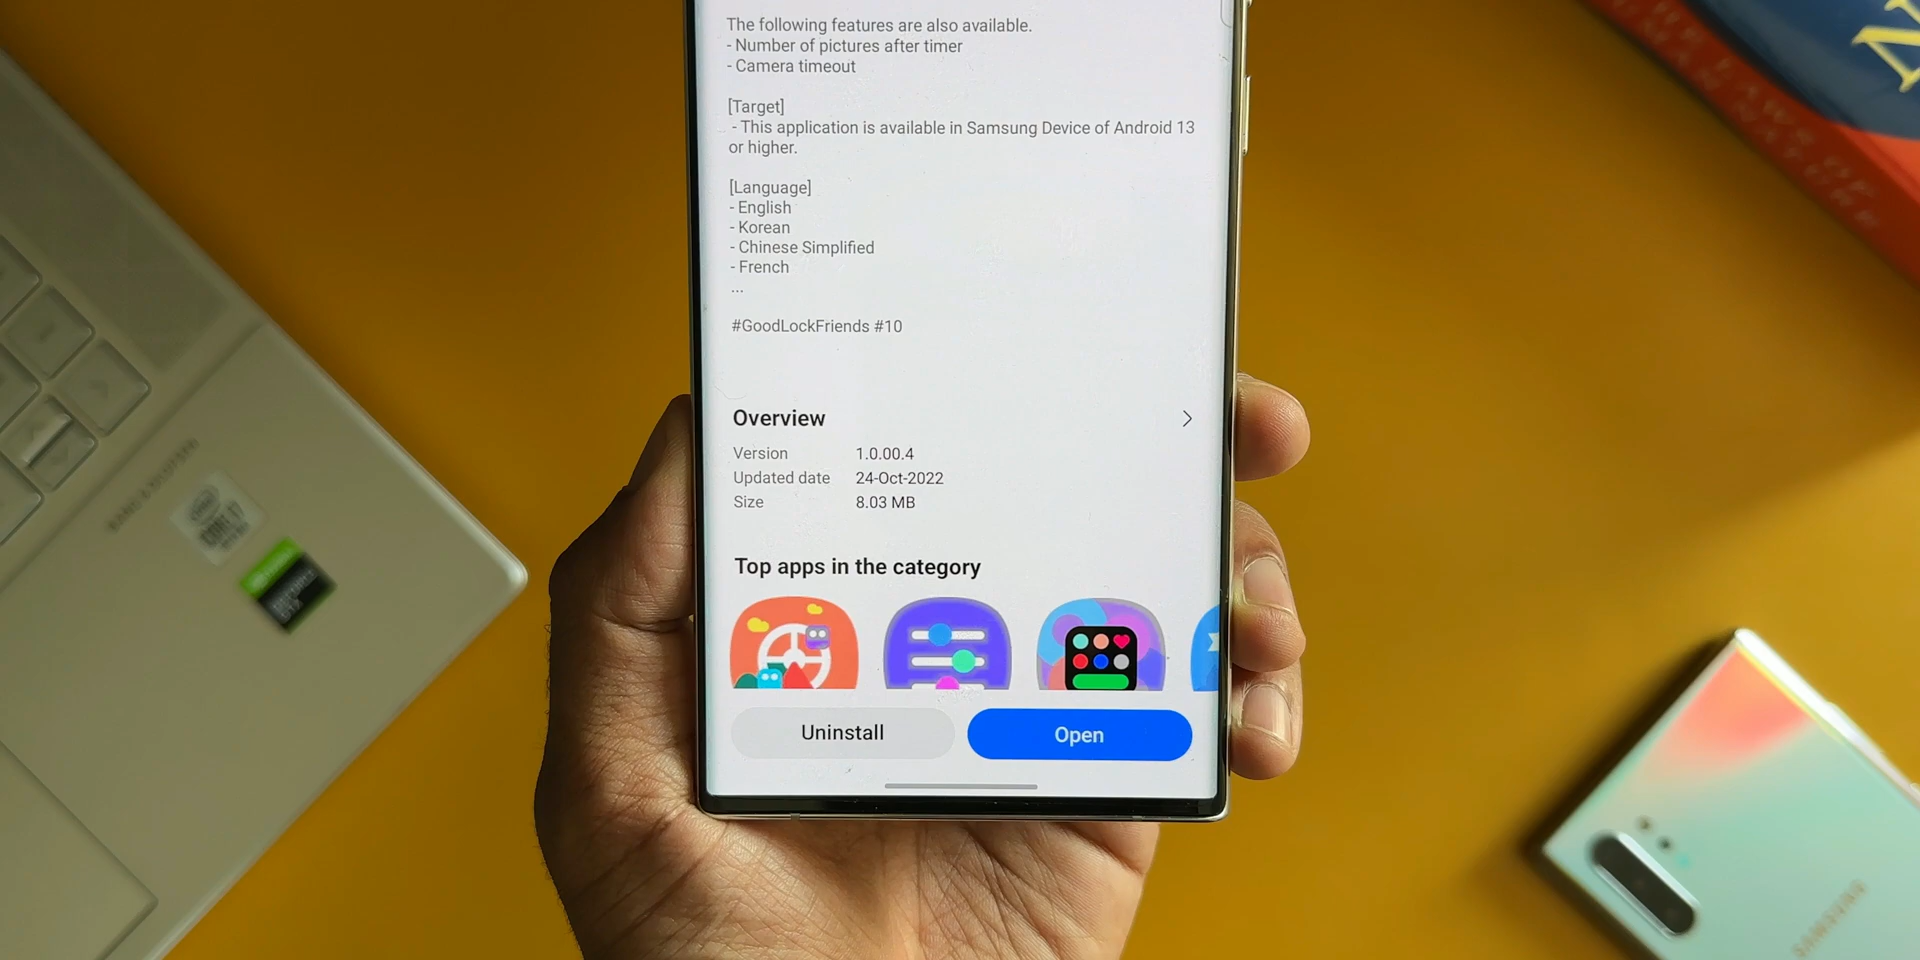 The following features are also available.
- Number of pictures after timer
- Camera timeout
[Target]
- This application is available in Samsung Device of Android 13
or higher.
[Language]
- English
- Korean
- Chinese Simplified
- French
...
#GoodLockFriends #10
Overview
Version 1.0.00.4
Updated date 24-Oct-2022
Size 8.03 MB
Top apps in the category
Uninstall
Open
SAMSUNG